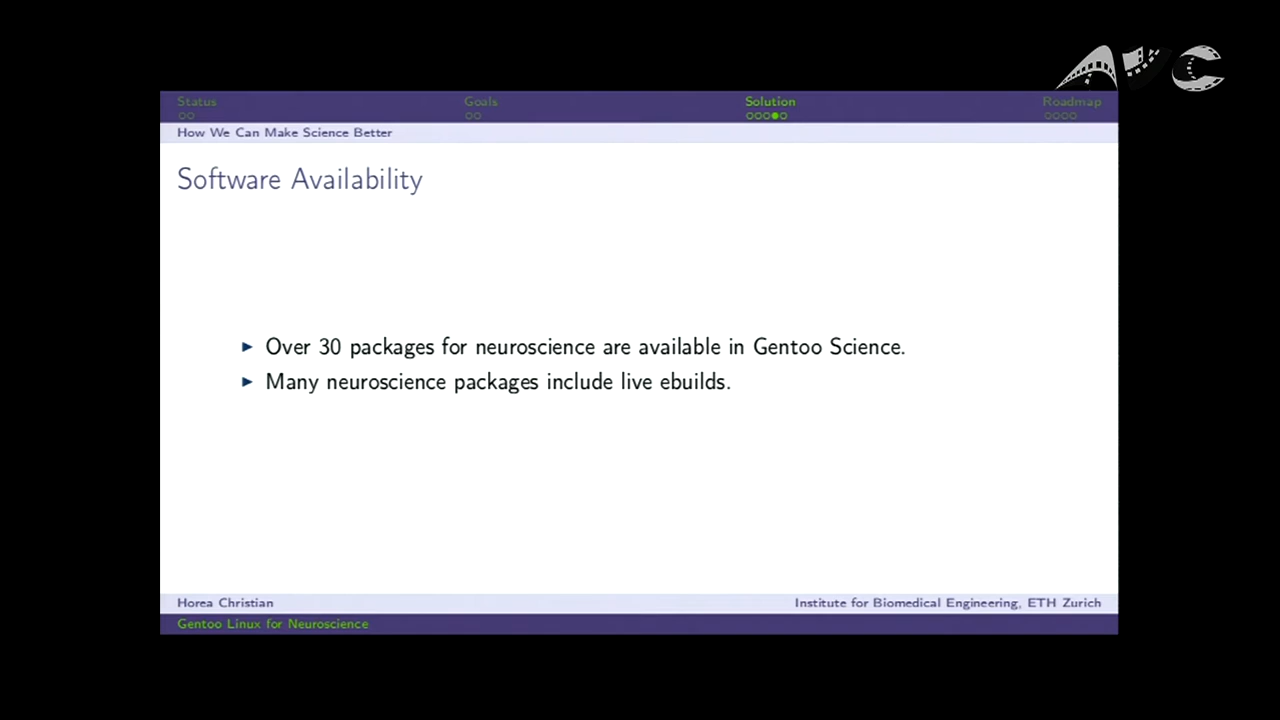 AVC
Status Goals Solution Roadmap
How We Can Make Science Better
Software Availability
Over 30 packages for neuroscience are available in Gentoo Science.
Many neuroscience packages include live ebuilds.
Horea Christian Institute for Biomedical Engineering, ETH Zurich
Gentoo Linux for Neuroscience